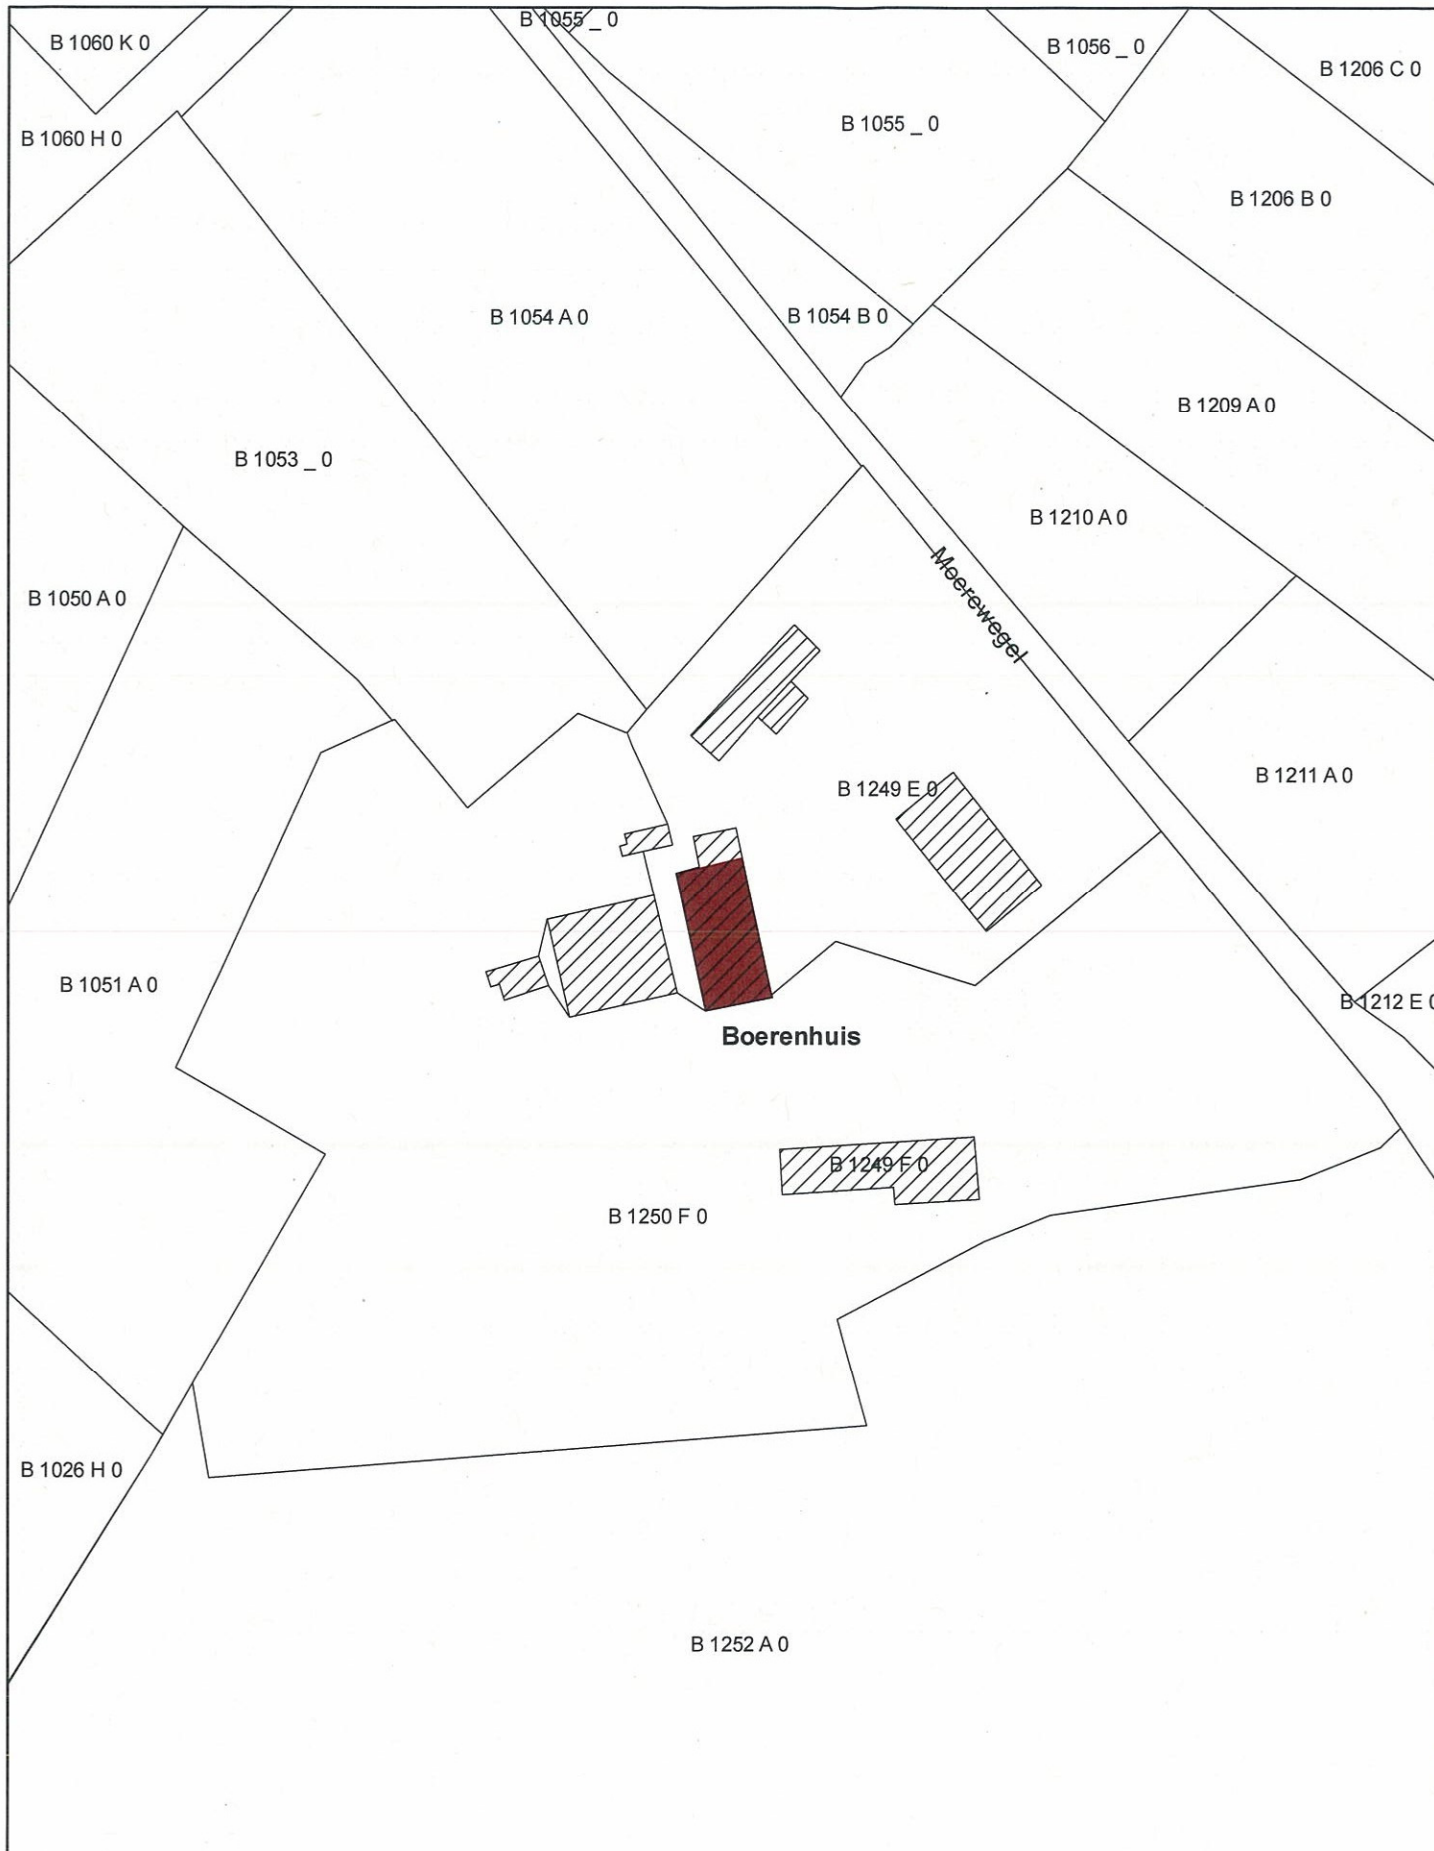 B 1055 _ 0
B 1060 K 0
B 1056 _ 0
B 1206 C 0
B 1055 _ 0
B 1060 H 0
B 1206 B 0
B 1054 A 0
B 1054 B 0
B 1209 A 0
B 1053 _ 0
B 1210 A 0
Moerewegel
B 1050 A 0
B 1249 E 0
B 1211 A 0
B 1051 A 0
B 1212 E 0
Boerenhuis
B 1249 F 0
B 1250 F 0
B 1026 H 0
B 1252 A 0